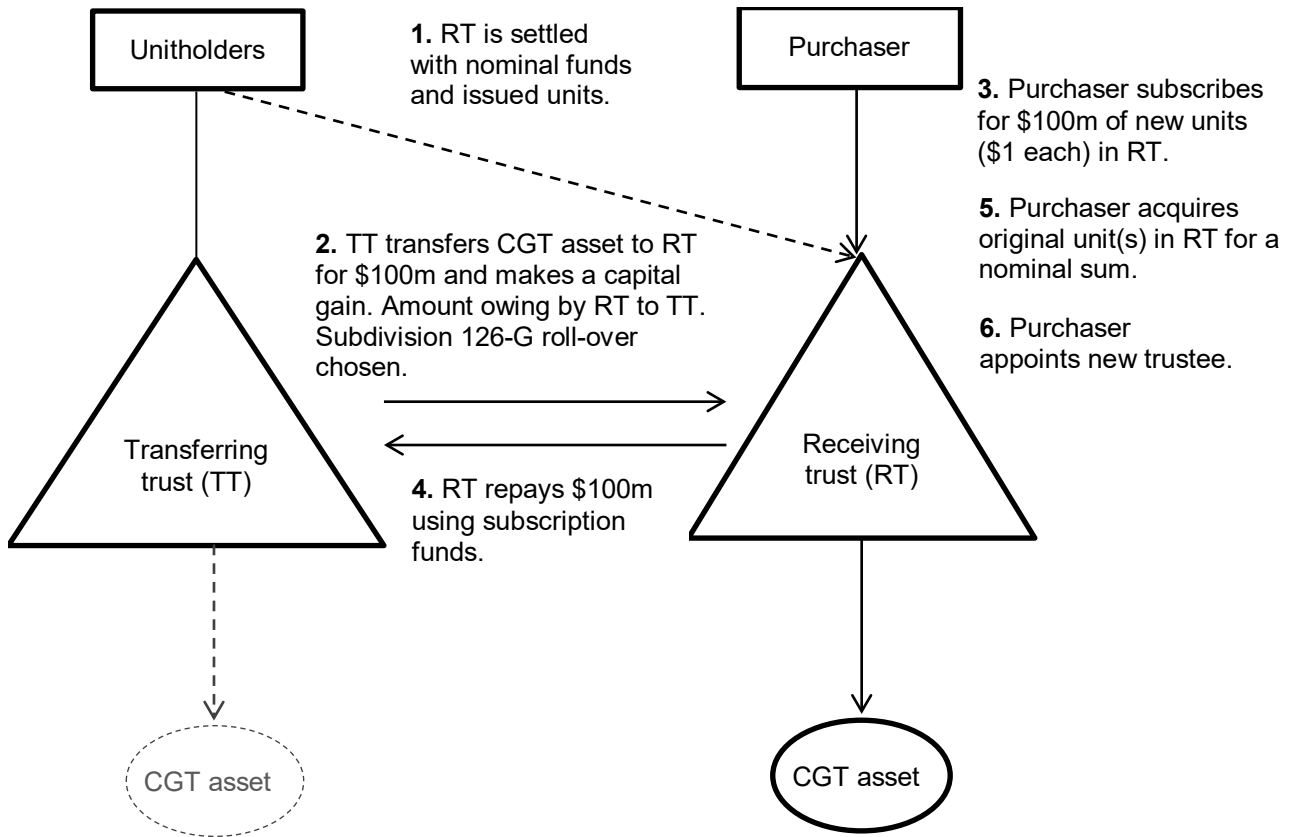 Unitholders
1. RT is settled
with nominal funds
and issued units.
Purchaser
3. Purchaser subscribes
for $100m of new units
($1 each) in RT.
5. Purchaser acquires
original unit(s) in RT for a
nominal sum.
6. Purchaser
appoints new trustee.
2. TT transfers CGT asset to RT
for $100m and makes a capital
gain. Amount owing by RT to TT.
Subdivision 126-G roll-over
chosen.
Transferring
trust (TT)
4. RT repays $100m
using subscription
funds.
Receiving
trust (RT)
CGT asset
CGT asset